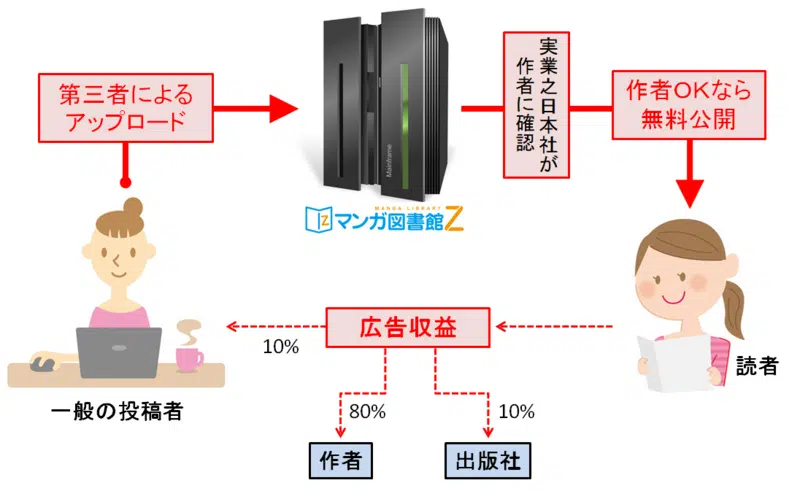 第三者による
アップロード
Mainframe
MANGA LIBRARY
マンガ図書館Z
実業之日本社が
作者に確認
作者OKなら
無料公開
一般の投稿者
読者
広告収益
10%
80%
10%
作者
出版社